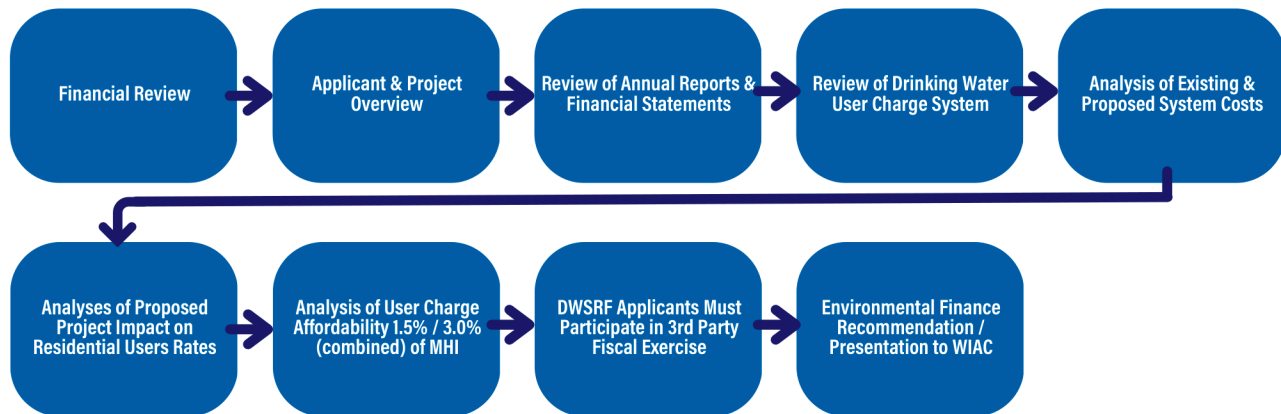 Financial Review
Applicant & Project
Overview
Review of Annual Reports &
Financial Statements
Review of Drinking Water
User Charge System
Analysis of Existing &
Proposed System Costs
Analyses of Proposed
Project Impact on
Residential Users Rates
Analysis of User Charge
Affordability 1.5% / 3.0%
(combined) of MHI
DWSRF Applicants Must
Participate in 3rd Party
Fiscal Exercise
Environmental Finance
Recommendation /
Presentation to WIAC